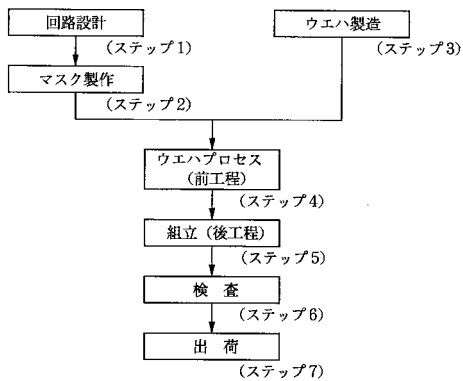 回路設計
(ステップ1)
マスク製作
(ステップ2)
ウエハ製造
(ステップ3)
ウエハプロセス
(前工程)
(ステップ4)
組立(後工程)
(ステップ5)
検 査
(ステップ6)
出 荷
(ステップ7)